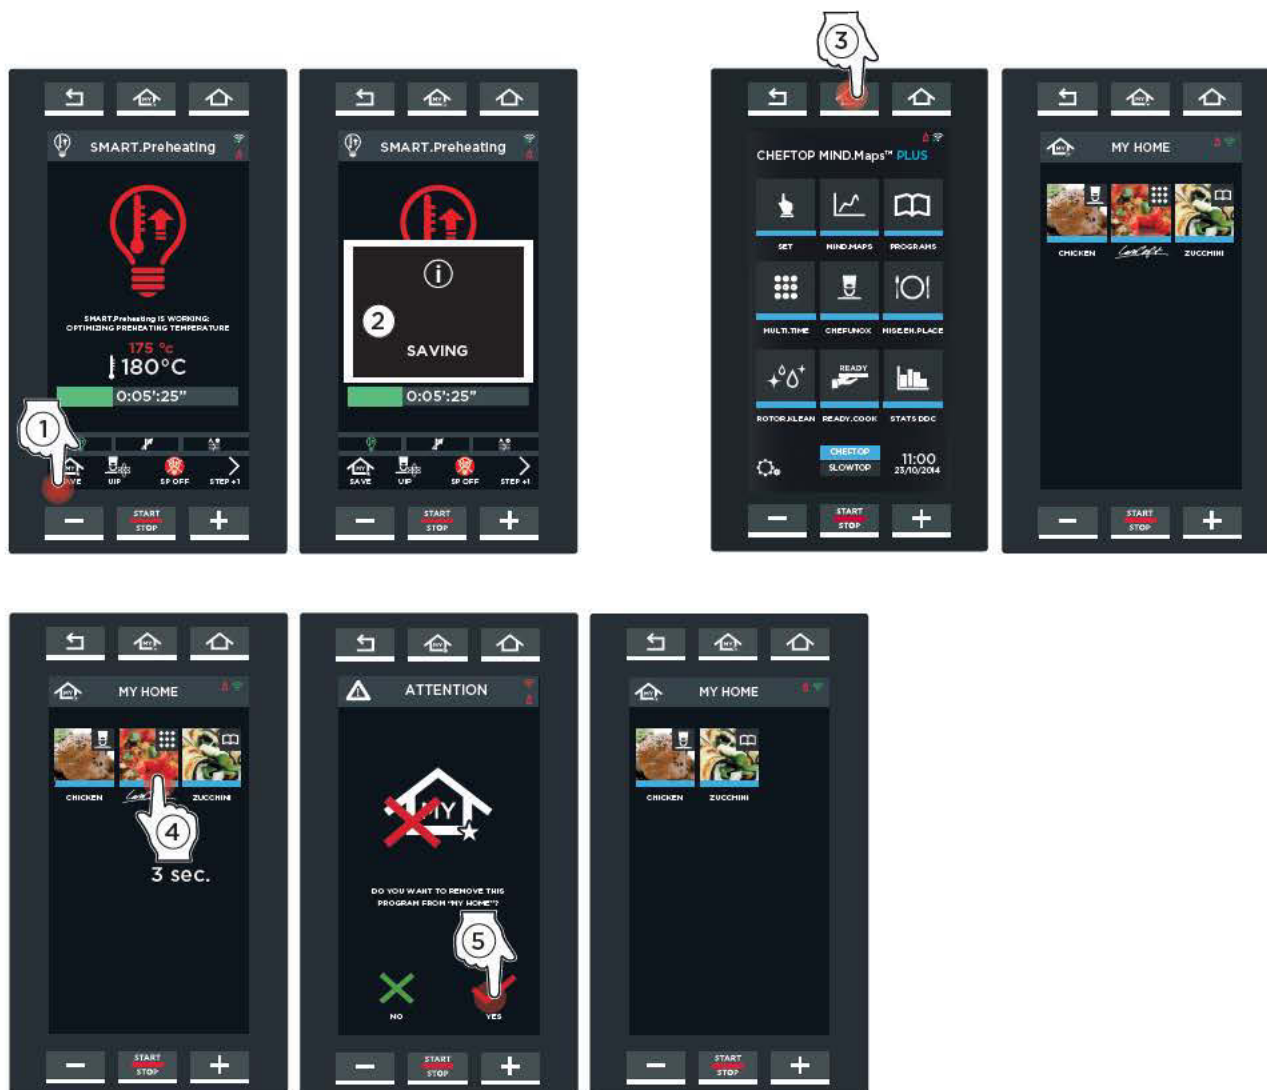 3
SMART.Preheating
SMART.Preheating IS WORKING:
OPTIMIZING PREHEATING TEMPERATURE
175 °c
180°C
0:05':25"
1
UIP
SP OFF
STEP +1
START
STOP
MY
SMART.Preheating
2
SAVING
0:05':25"
SAVE
UIP
SP OFF
STEP +1
START
STOP
CHEFTOP MIND.Maps™ PLUS
SET
MIND.MAPS
PROGRAMS
MULTI.TIME
CHEFUNOX
MISE.EN.PLACE
READY
ROTOR.KLEAN
READY.COOK
STATS DDC
CHEFTOP
SLOWTOP
11:00
23/10/2014
START
STOP
MY
MY HOME
CHICKEN
ZUCCHINI
START
STOP
MY
MY HOME
CHICKEN
ZUCCHINI
4
3 sec.
START
STOP
MY
ATTENTION
MY
DO YOU WANT TO REMOVE THIS
PROGRAM FROM "MY HOME"?
5
NO
YES
START
STOP
MY
MY HOME
CHICKEN
ZUCCHINI
START
STOP